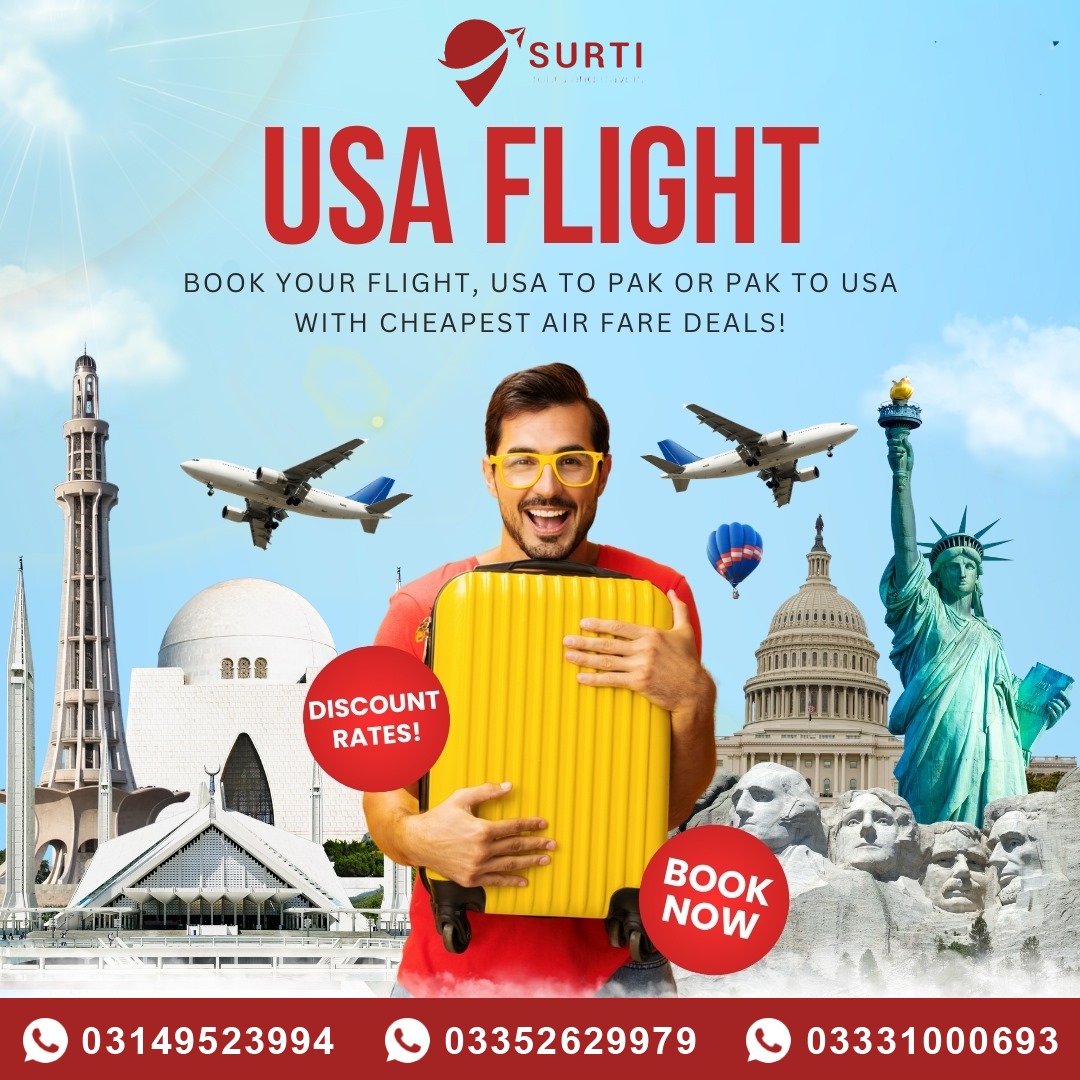 SURTI
USA FLIGHT
BOOK YOUR FLIGHT, USA TO PAK OR PAK TO USA
WITH CHEAPEST AIR FARE DEALS!
DISCOUNT
RATES!
BOOK
NOW
03149523994 03352629979 03331000693